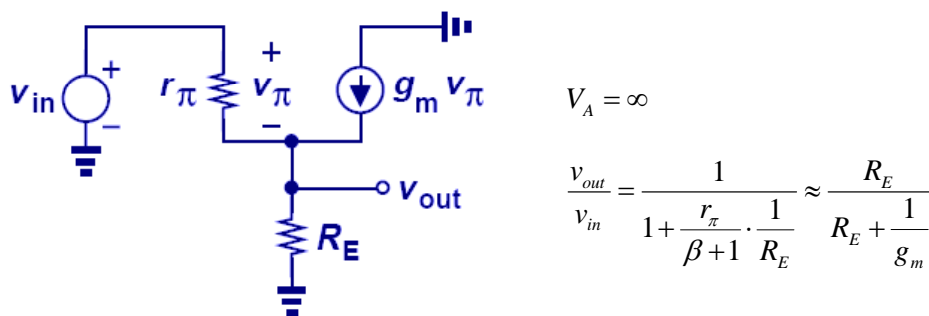 v_in + −
r_π
+ v_π −
g_m v_π
v_out
R_E
V_A = ∞
v_out / v_in = 1 / (1 + r_π / (β + 1) · 1 / R_E) ≈ R_E / (R_E + 1 / g_m)